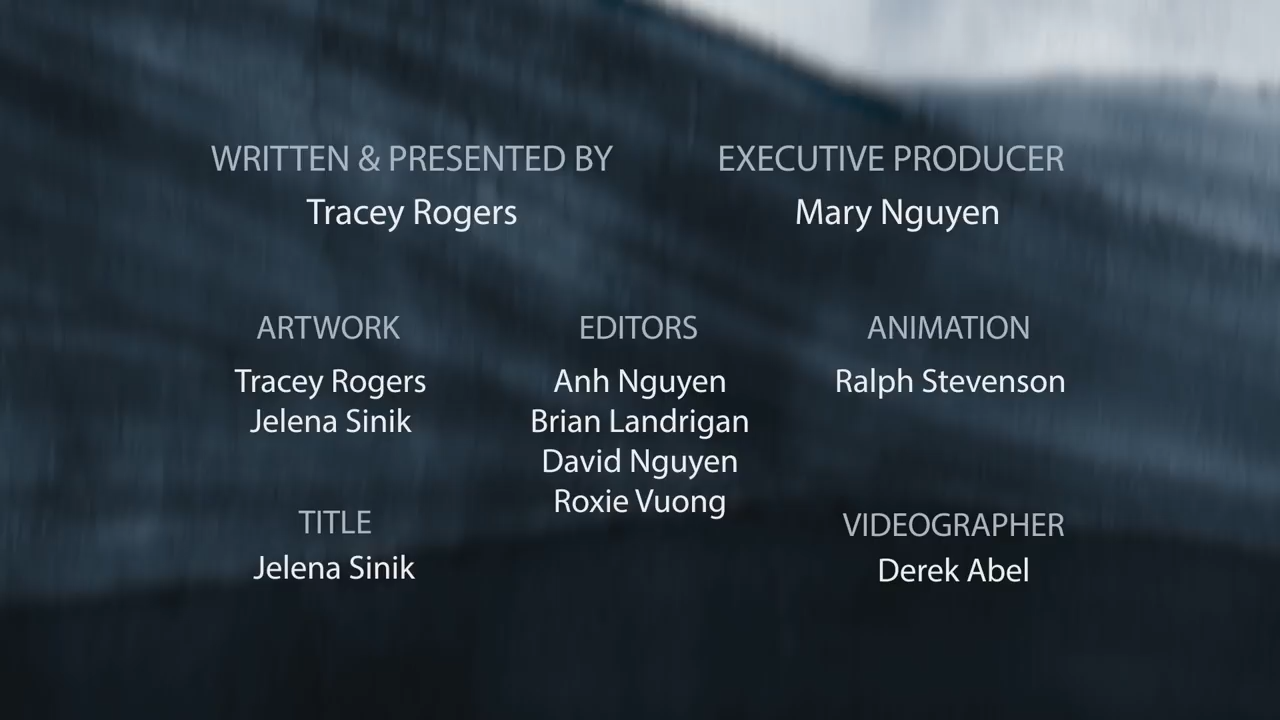 WRITTEN & PRESENTED BY
Tracey Rogers
EXECUTIVE PRODUCER
Mary Nguyen
ARTWORK
Tracey Rogers
Jelena Sinik
EDITORS
Anh Nguyen
Brian Landrigan
David Nguyen
Roxie Vuong
ANIMATION
Ralph Stevenson
TITLE
Jelena Sinik
VIDEOGRAPHER
Derek Abel